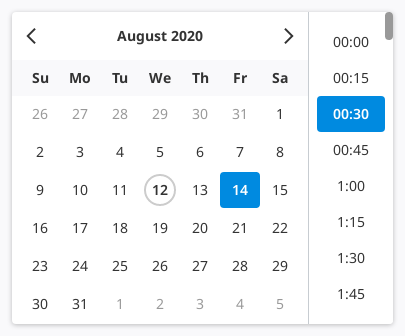 August 2020
Su Mo Tu We Th Fr Sa
26 27 28 29 30 31 1
2 3 4 5 6 7 8
9 10 11 12 13 14 15
16 17 18 19 20 21 22
23 24 25 26 27 28 29
30 31 1 2 3 4 5
00:00
00:15
00:30
00:45
1:00
1:15
1:30
1:45